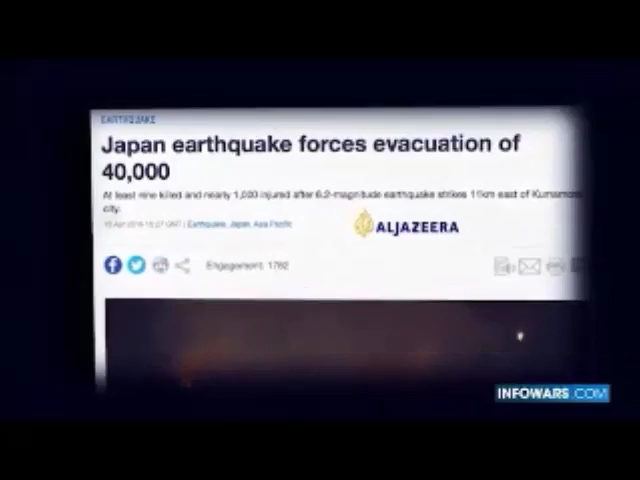 EARTHQUAKE
Japan earthquake forces evacuation of
40,000
At least nine killed and nearly 1,000 injured after 6.2-magnitude earthquake strikes 11km east of
city.
Earthquake, Japan, Asia Pacific
ALJAZEERA
Engagement: 1782
INFOWARS.COM